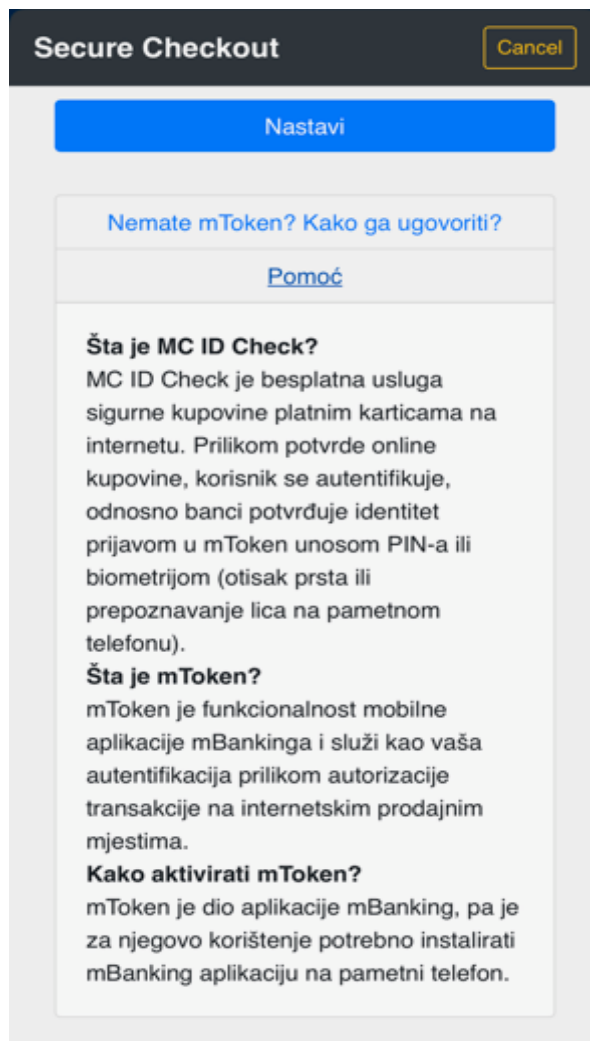 Secure Checkout
Cancel
Nastavi
Nemate mToken? Kako ga ugovoriti?
Pomoć
Šta je MC ID Check?
MC ID Check je besplatna usluga
sigurne kupovine platnim karticama na
internetu. Prilikom potvrde online
kupovine, korisnik se autentifikuje,
odnosno banci potvrđuje identitet
prijavom u mToken unosom PIN-a ili
biometrijom (otisak prsta ili
prepoznavanje lica na pametnom
telefonu).
Šta je mToken?
mToken je funkcionalnost mobilne
aplikacije mBankinga i služi kao vaša
autentifikacija prilikom autorizacije
transakcije na internetskim prodajnim
mjestima.
Kako aktivirati mToken?
mToken je dio aplikacije mBanking, pa je
za njegovo korištenje potrebno instalirati
mBanking aplikaciju na pametni telefon.